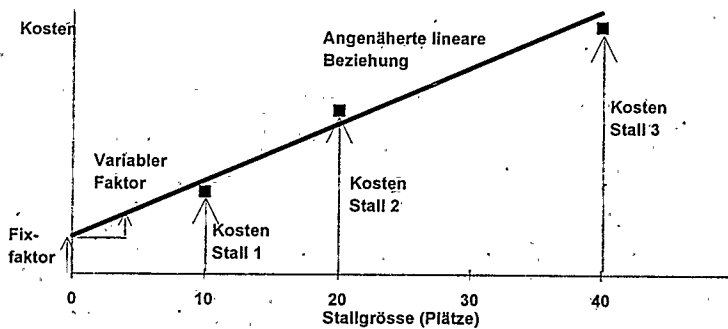 Kosten
Angenäherte lineare
Beziehung
Kosten
Stall 3
Variabler
Faktor
Kosten
Stall 2
Kosten
Stall 1
Fix-
faktor
0
10
20
40
Stallgrösse (Plätze)